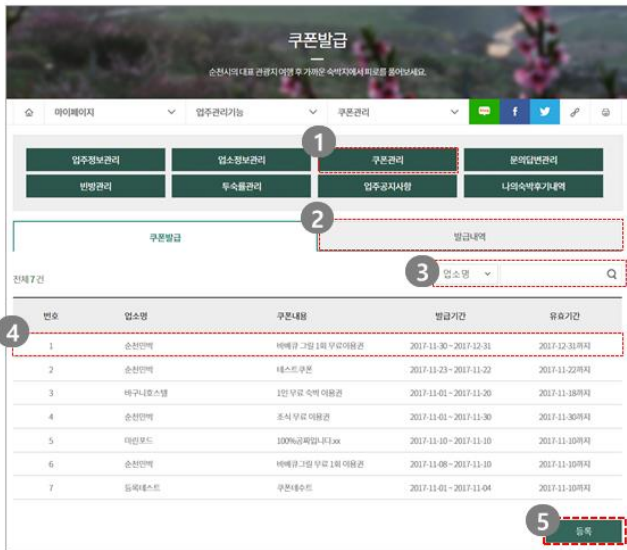 쿠폰발급
순천시의 대표 관광지 여행 후 가까운 숙박지에서 피로를 풀어보세요.
마이페이지 업주관리기능 쿠폰관리
1
업주정보관리 업소정보관리 쿠폰관리 문의답변관리
빈방관리 투숙률관리 업주공지사항 나의숙박후기내역
2
쿠폰발급 발급내역
전체 7 건 3 업소명
번호 업소명 쿠폰내용 발급기간 유효기간
4
1 순천민박 바베큐 그릴 1회 무료이용권 2017-11-30 ~ 2017-12-31 2017-12-31까지
2 순천민박 테스트쿠폰 2017-11-23 ~ 2017-11-22 2017-11-22까지
3 바구니호스텔 1인 무료 숙박 이용권 2017-11-01 ~ 2017-11-20 2017-11-18까지
4 순천민박 조식 무료 이용권 2017-11-01 ~ 2017-11-30 2017-11-30까지
5 마린포드 100%공짜입니다.xx 2017-11-10 ~ 2017-11-10 2017-11-10까지
6 순천민박 바베큐 그릴 무료 1회 이용권 2017-11-08 ~ 2017-11-10 2017-11-10까지
7 등록테스트 쿠폰테수트 2017-11-01 ~ 2017-11-04 2017-11-10까지
5 등록